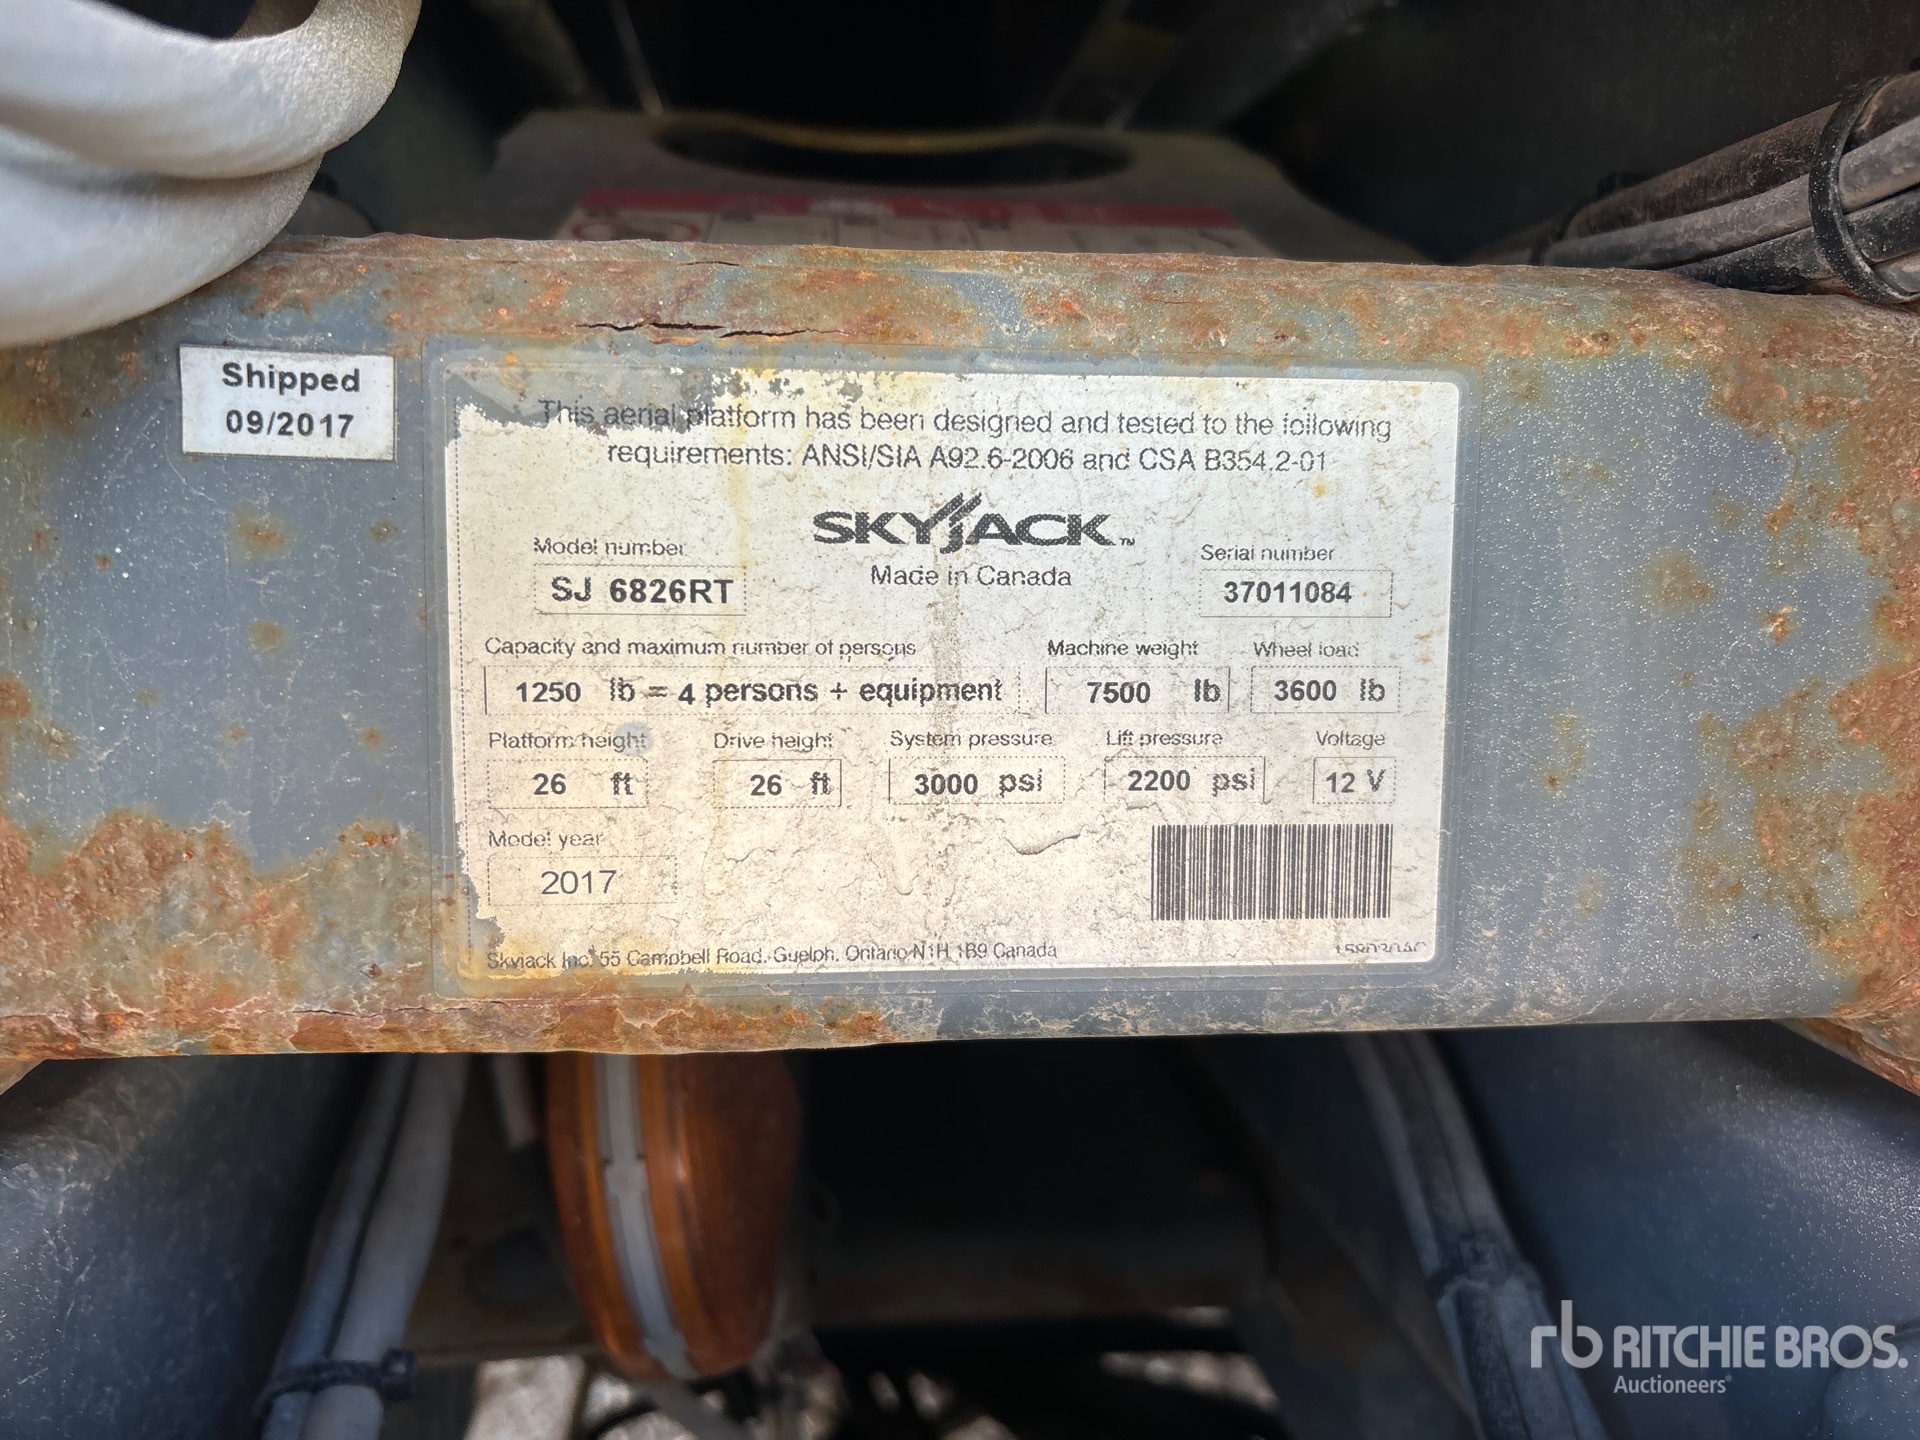 Shipped
09/2017
This aerial platform has been designed and tested to the following
requirements: ANSI/SIA A92.6-2006 and CSA B354.2-01
SKYJACK™
Made in Canada
Model number
SJ 6826RT
Serial number
37011084
Capacity and maximum number of persons
1250 lb = 4 persons + equipment
Machine weight
7500 lb
Wheel load
3600 lb
Platform height
26 ft
Drive height
26 ft
System pressure
3000 psi
Lift pressure
2200 psi
Voltage
12 V
Model year
2017
Skyjack Inc. 55 Campbell Road, Guelph, Ontario N1H 1B9 Canada
rb RITCHIE BROS.
Auctioneers